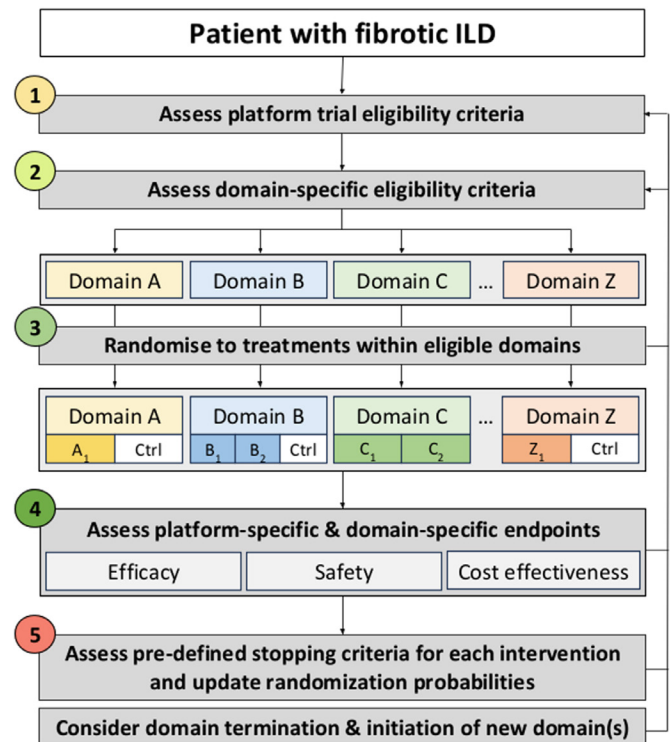 Patient with fibrotic ILD
1
Assess platform trial eligibility criteria
2
Assess domain-specific eligibility criteria
Domain A Domain B Domain C ... Domain Z
3
Randomise to treatments within eligible domains
Domain A Domain B Domain C ... Domain Z
A1 Ctrl B1 B2 Ctrl C1 C2 Z1 Ctrl
4
Assess platform-specific & domain-specific endpoints
Efficacy Safety Cost effectiveness
5
Assess pre-defined stopping criteria for each intervention
and update randomization probabilities
Consider domain termination & initiation of new domain(s)